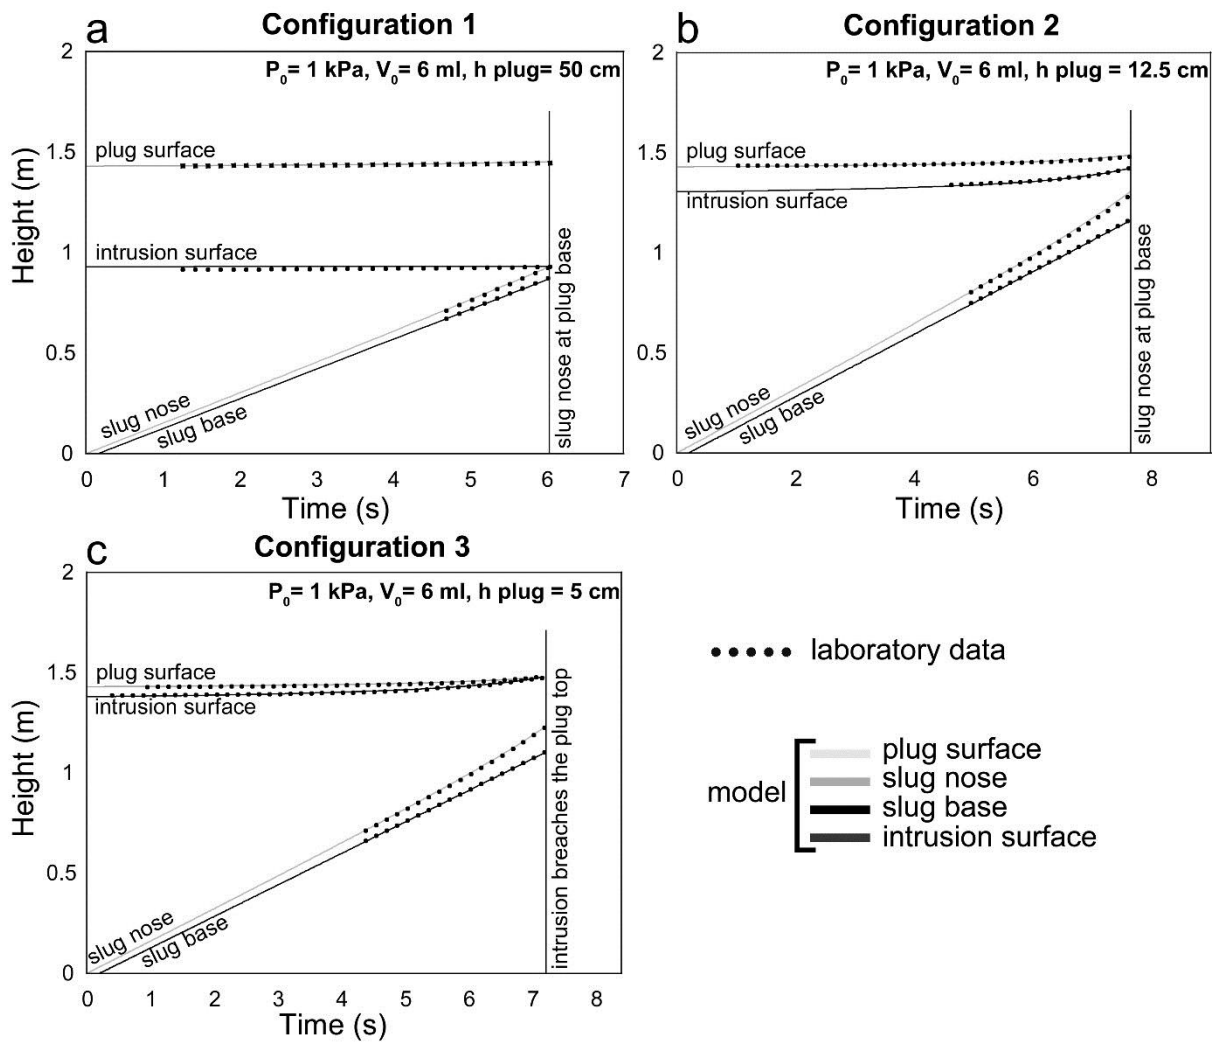 a
Configuration 1
P0= 1 kPa, V0= 6 ml, h plug= 50 cm
2
1.5
1
0.5
0
Height (m)
plug surface
intrusion surface
slug nose
slug base
slug nose at plug base
0 1 2 3 4 5 6 7
Time (s)
b
Configuration 2
P0= 1 kPa, V0= 6 ml, h plug = 12.5 cm
2
1.5
1
0.5
0
plug surface
intrusion surface
slug nose
slug base
slug nose at plug base
0 2 4 6 8
Time (s)
c
Configuration 3
P0= 1 kPa, V0= 6 ml, h plug = 5 cm
2
1.5
1
0.5
0
Height (m)
plug surface
intrusion surface
slug nose
slug base
intrusion breaches the plug top
0 1 2 3 4 5 6 7 8
Time (s)
laboratory data
model
plug surface
slug nose
slug base
intrusion surface